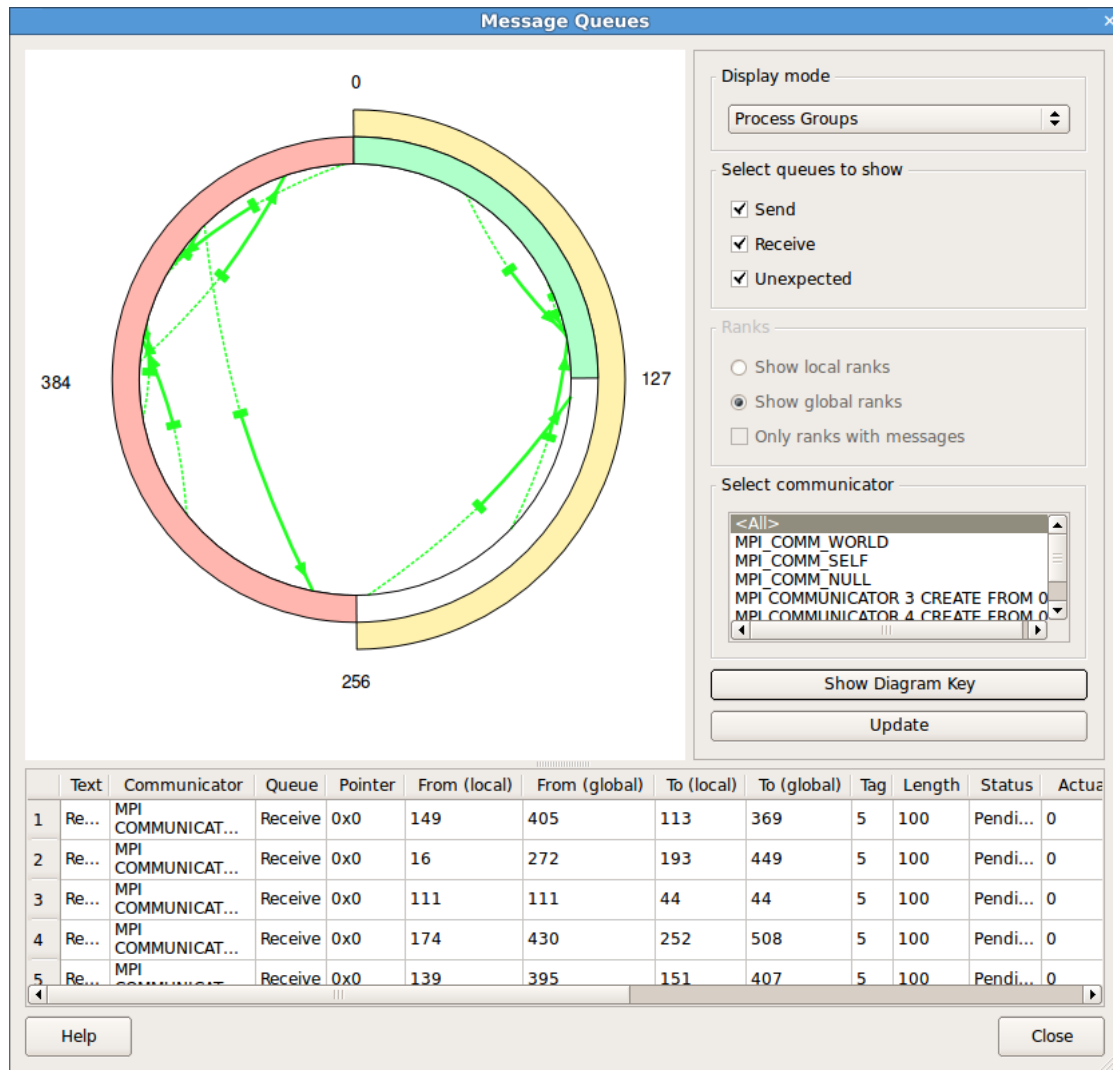 Message Queues
0
127
256
384
Display mode
Process Groups
Select queues to show
Send
Receive
Unexpected
Ranks
Show local ranks
Show global ranks
Only ranks with messages
Select communicator
<All>
MPI_COMM_WORLD
MPI_COMM_SELF
MPI_COMM_NULL
MPI COMMUNICATOR 3 CREATE FROM 0
MPI COMMUNICATOR 4 CREATE FROM 0
Show Diagram Key
Update
Text Communicator Queue Pointer From (local) From (global) To (local) To (global) Tag Length Status Actua
1 Re... MPI COMMUNICAT... Receive 0x0 149 405 113 369 5 100 Pendi... 0
2 Re... MPI COMMUNICAT... Receive 0x0 16 272 193 449 5 100 Pendi... 0
3 Re... MPI COMMUNICAT... Receive 0x0 111 111 44 44 5 100 Pendi... 0
4 Re... MPI COMMUNICAT... Receive 0x0 174 430 252 508 5 100 Pendi... 0
5 Re... MPI COMMUNICAT... Receive 0x0 139 395 151 407 5 100 Pendi... 0
Help
Close